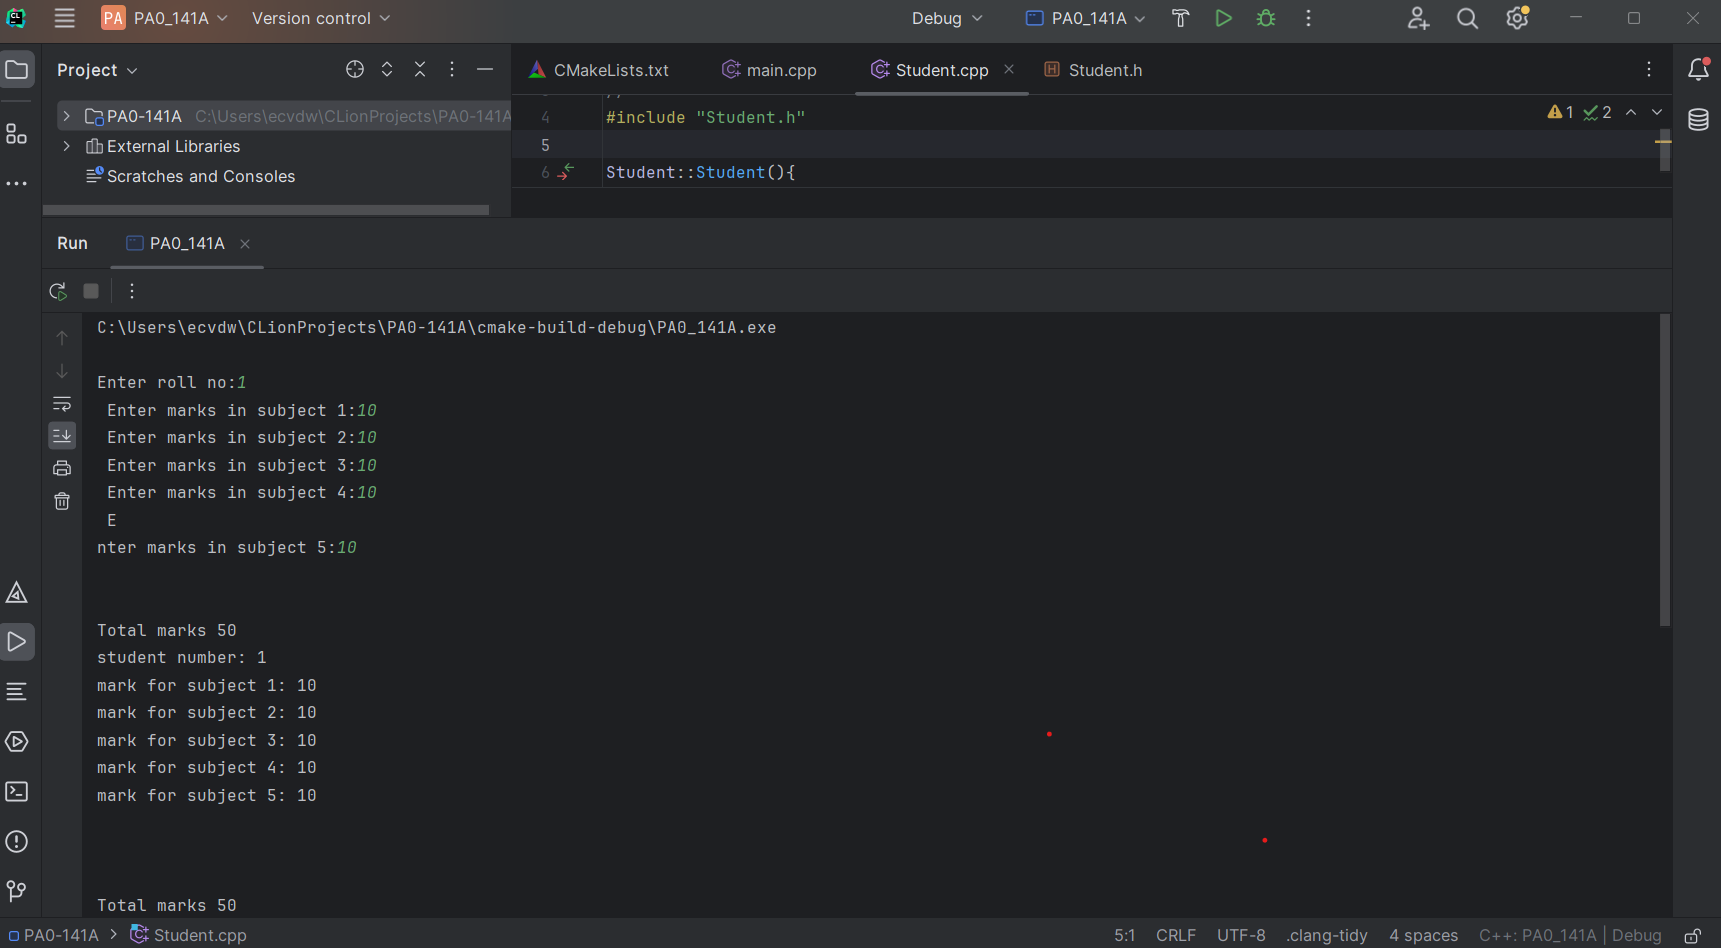 CL PA PA0_141A Version control Debug PA0_141A
Project
CMakeLists.txt main.cpp Student.cpp Student.h
PA0-141A C:\Users\ecvdw\CLionProjects\PA0-141A
External Libraries
Scratches and Consoles
4 #include "Student.h"
1 2
5
6 Student::Student(){
Run PA0_141A
C:\Users\ecvdw\CLionProjects\PA0-141A\cmake-build-debug\PA0_141A.exe
Enter roll no:1
Enter marks in subject 1:10
Enter marks in subject 2:10
Enter marks in subject 3:10
Enter marks in subject 4:10
E
nter marks in subject 5:10
Total marks 50
student number: 1
mark for subject 1: 10
mark for subject 2: 10
mark for subject 3: 10
mark for subject 4: 10
mark for subject 5: 10
Total marks 50
PA0-141A > Student.cpp 5:1 CRLF UTF-8 .clang-tidy 4 spaces C++: PA0_141A | Debug